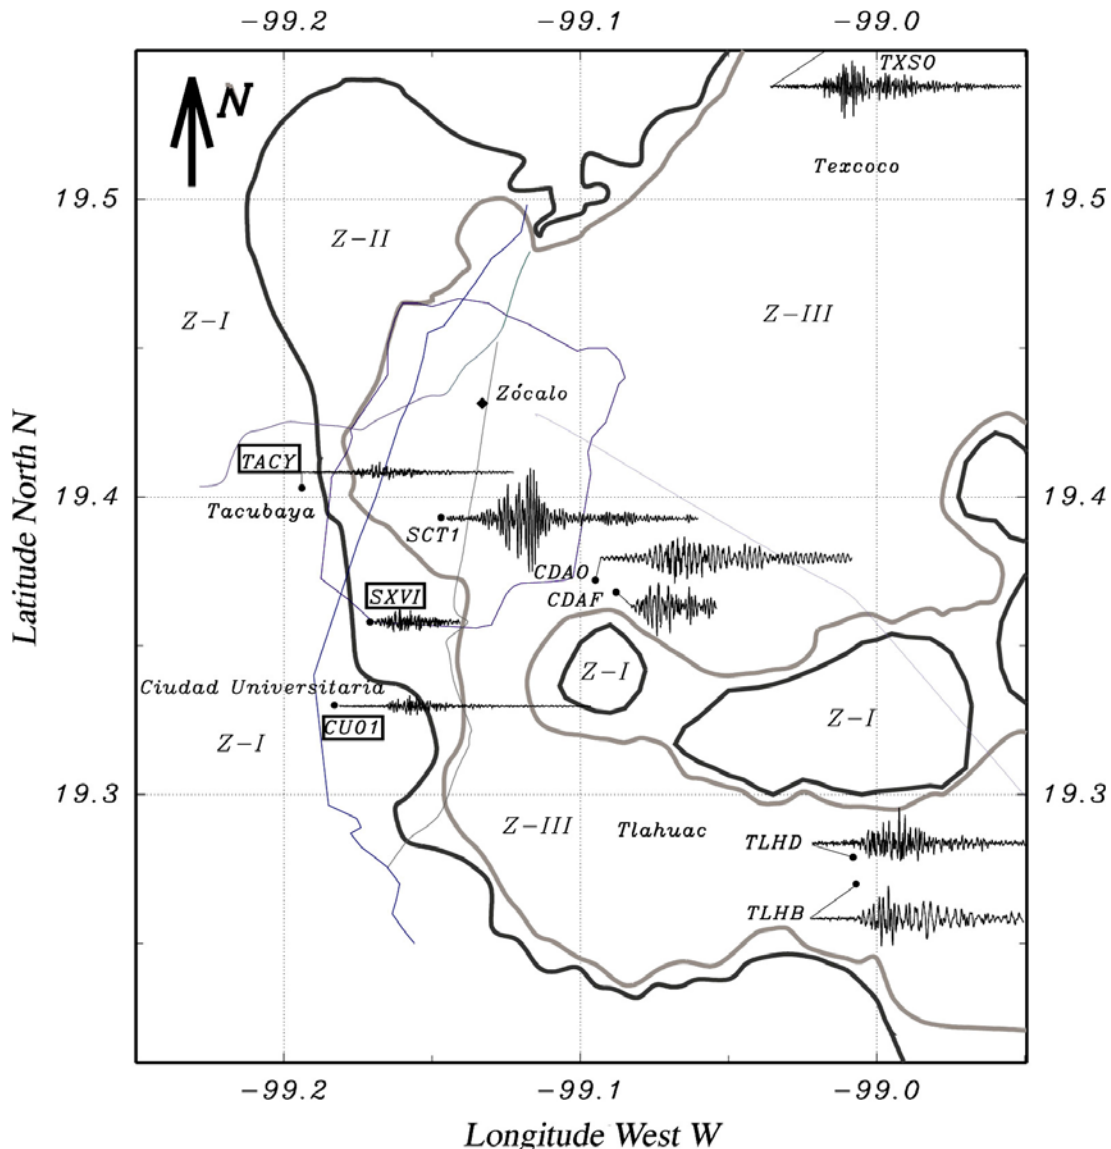 -99.2 -99.1 -99.0
TXSO
N
Texcoco
19.5 19.5
Z-II
Z-I Z-III
Zócalo
TACY
19.4 19.4
Tacubaya
SCT1
CDAO
SXVI CDAF
Z-I
Ciudad Universitaria
Z-I
CU01
Z-I
19.3 19.3
Z-III Tlahuac
TLHD
TLHB
-99.2 -99.1 -99.0
Longitude West W
Latitude North N